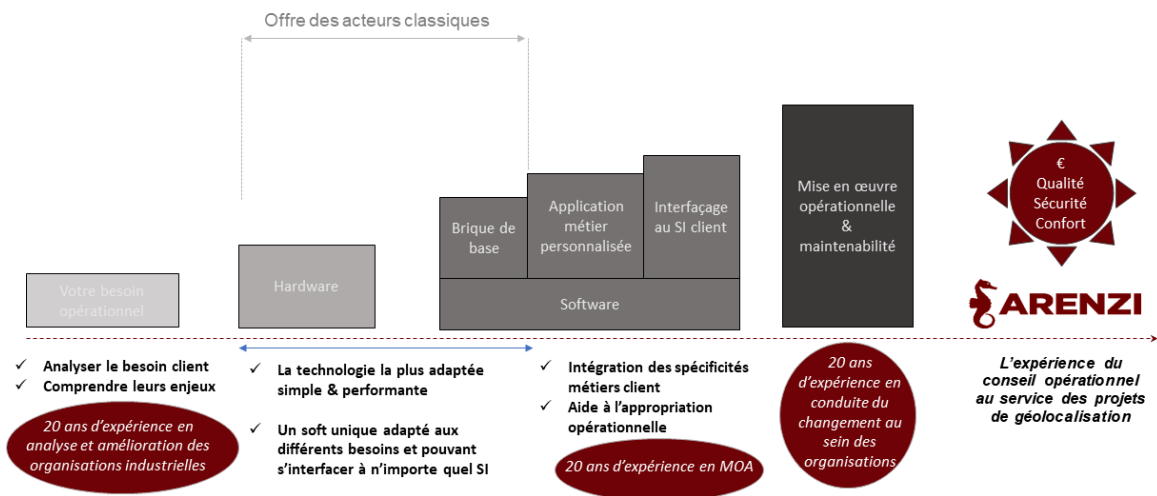 Offre des acteurs classiques
Votre besoin
opérationnel
Hardware
Brique de
base
Application
métier
personnalisée
Interfaçage
au SI client
Software
Mise en œuvre
opérationnelle
&
maintenabilité
€
Qualité
Sécurité
Confort
ARENZI
✓ Analyser le besoin client
✓ Comprendre leurs enjeux
20 ans d'expérience en
analyse et amélioration des
organisations industrielles
✓ La technologie la plus adaptée
simple & performante
✓ Un soft unique adapté aux
différents besoins et pouvant
s'interfacer à n'importe quel SI
✓ Intégration des spécificités
métiers client
✓ Aide à l'appropriation
opérationnelle
20 ans d'expérience en MOA
20 ans
d'expérience en
conduite du
changement au
sein des
organisations
L'expérience du
conseil opérationnel
au service des projets
de géolocalisation